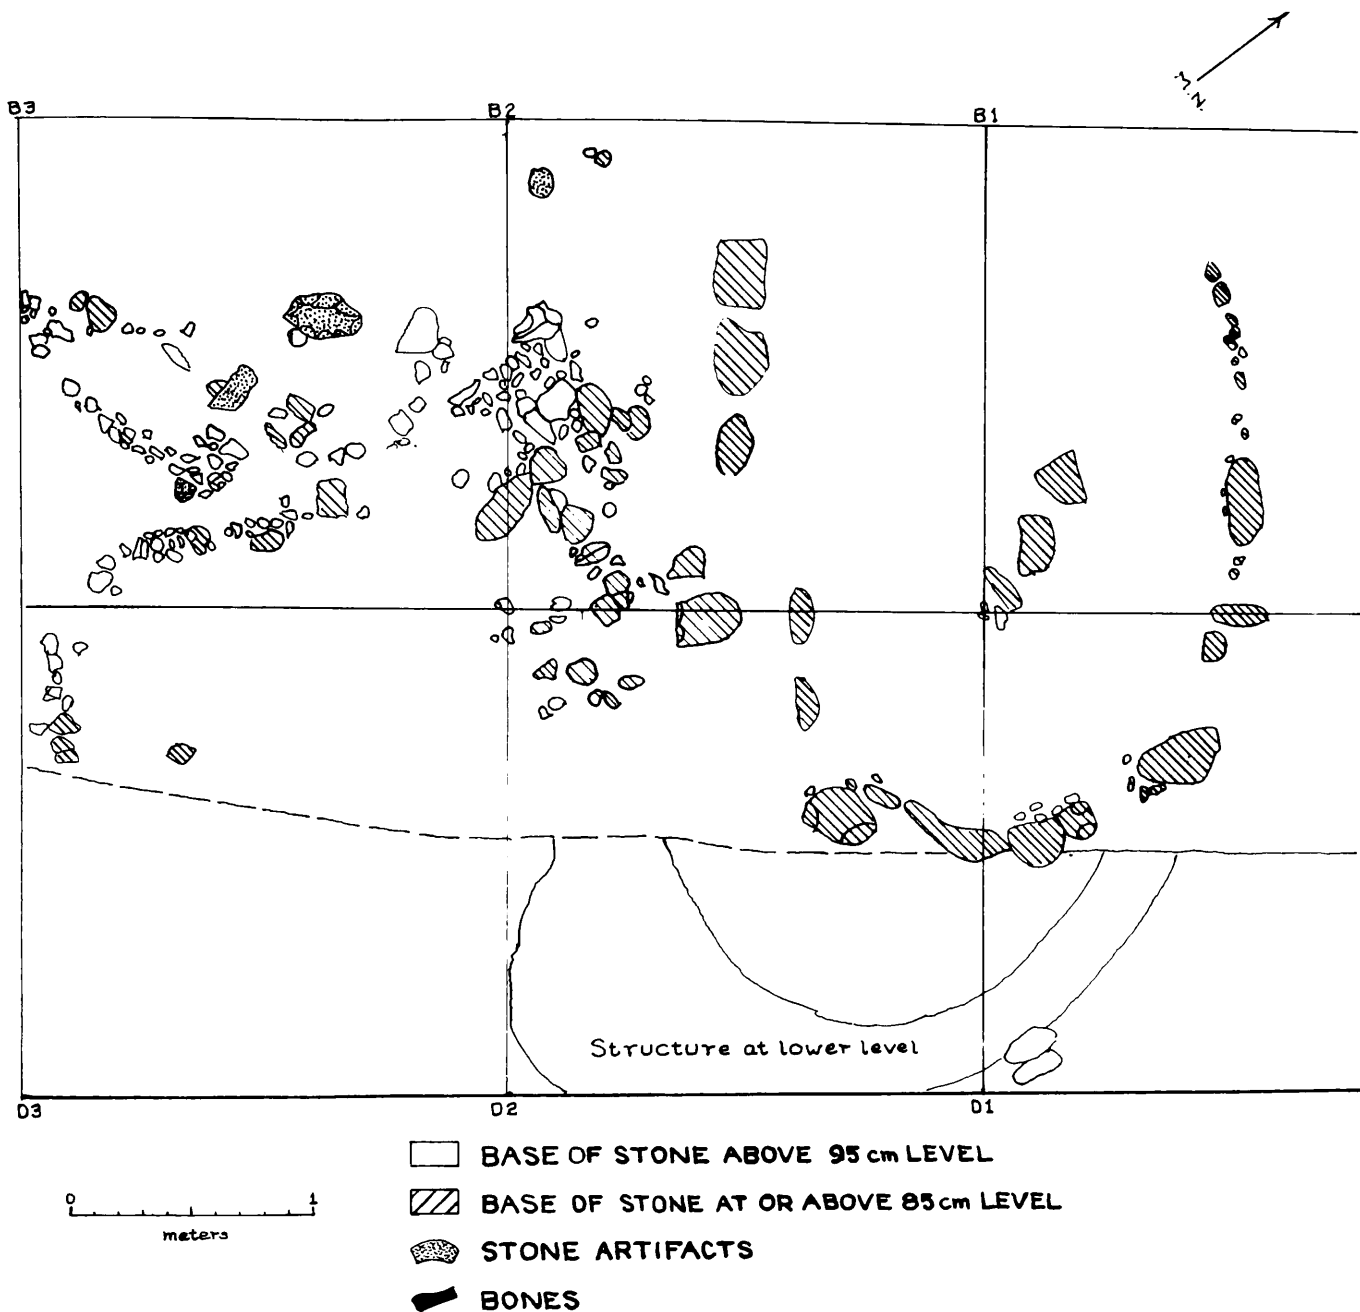 M.N.
B3 B2 B1
Structure at lower level
D3 D2 D1
BASE OF STONE ABOVE 95 cm LEVEL
BASE OF STONE AT OR ABOVE 85 cm LEVEL
0 1
meters
STONE ARTIFACTS
BONES